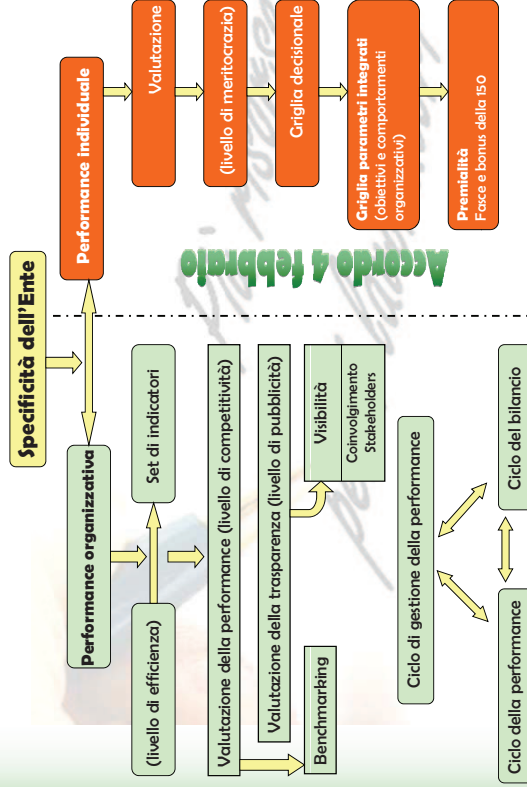 Specificità dell'Ente
Performance organizzativa
Performance individuale
(livello di efficienza)
Set di indicatori
Valutazione della performance (livello di competitività)
Valutazione della trasparenza (livello di pubblicità)
Benchmarking
Visibilità
Coinvolgimento
Stakeholders
Ciclo di gestione della performance
Ciclo della performance
Ciclo del bilancio
Accordo 4 febbraio
Valutazione
(livello di meritocrazia)
Griglia decisionale
Griglia parametri integrati
(obiettivi e comportamenti
organizzativi)
Premialità
Fasce e bonus della 150